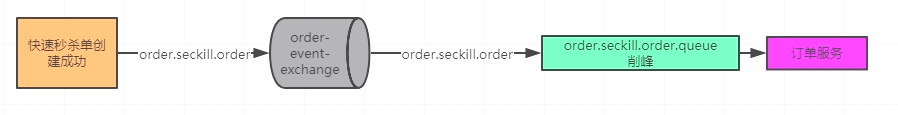 快速秒杀单创
建成功
order.seckill.order
order-
event-
exchange
order.seckill.order
order.seckill.order.queue
削峰
订单服务